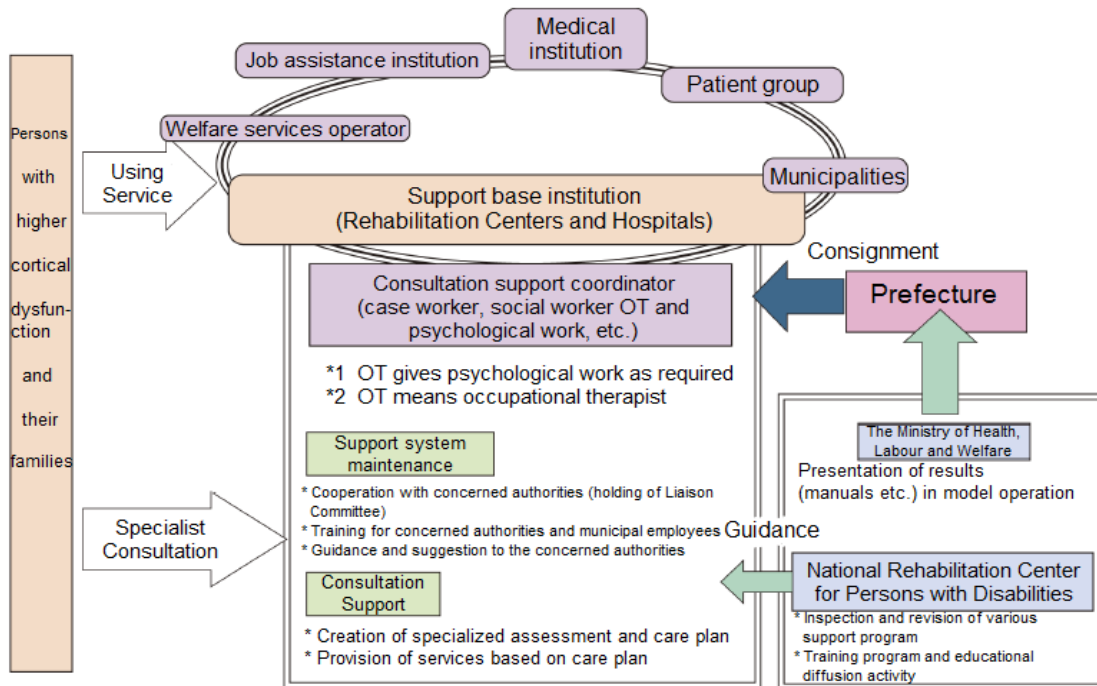 Medical
institution
Job assistance institution
Patient group
Welfare services operator
Municipalities
Persons
with
higher
cortical
dysfun-
ction
and
their
families
Using
Service
Support base institution
(Rehabilitation Centers and Hospitals)
Consignment
Prefecture
Consultation support coordinator
(case worker, social worker OT and
psychological work, etc.)
*1 OT gives psychological work as required
*2 OT means occupational therapist
Support system
maintenance
* Cooperation with concerned authorities (holding of Liaison
Committee)
* Training for concerned authorities and municipal employees
* Guidance and suggestion to the concerned authorities
Specialist
Consultation
Consultation
Support
* Creation of specialized assessment and care plan
* Provision of services based on care plan
The Ministry of Health,
Labour and Welfare
Presentation of results
(manuals etc.) in model operation
Guidance
National Rehabilitation Center
for Persons with Disabilities
* Inspection and revision of various
support program
* Training program and educational
diffusion activity